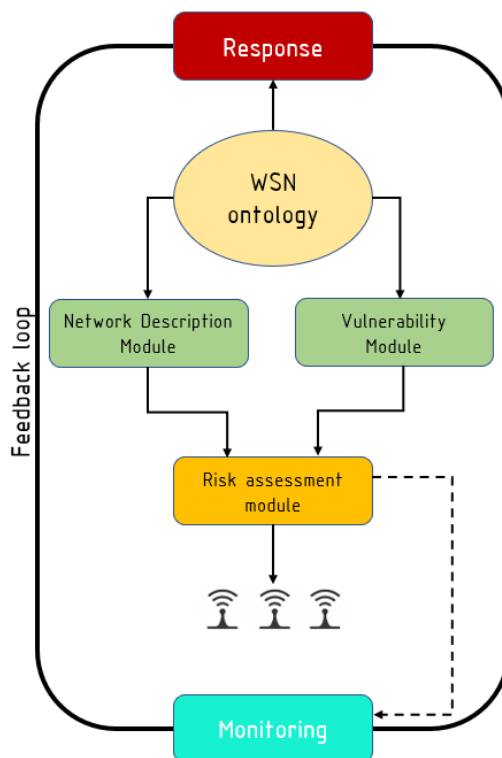 Response
WSN
ontology
Network Description
Module
Vulnerability
Module
Feedback loop
Risk assessment
module
Monitoring